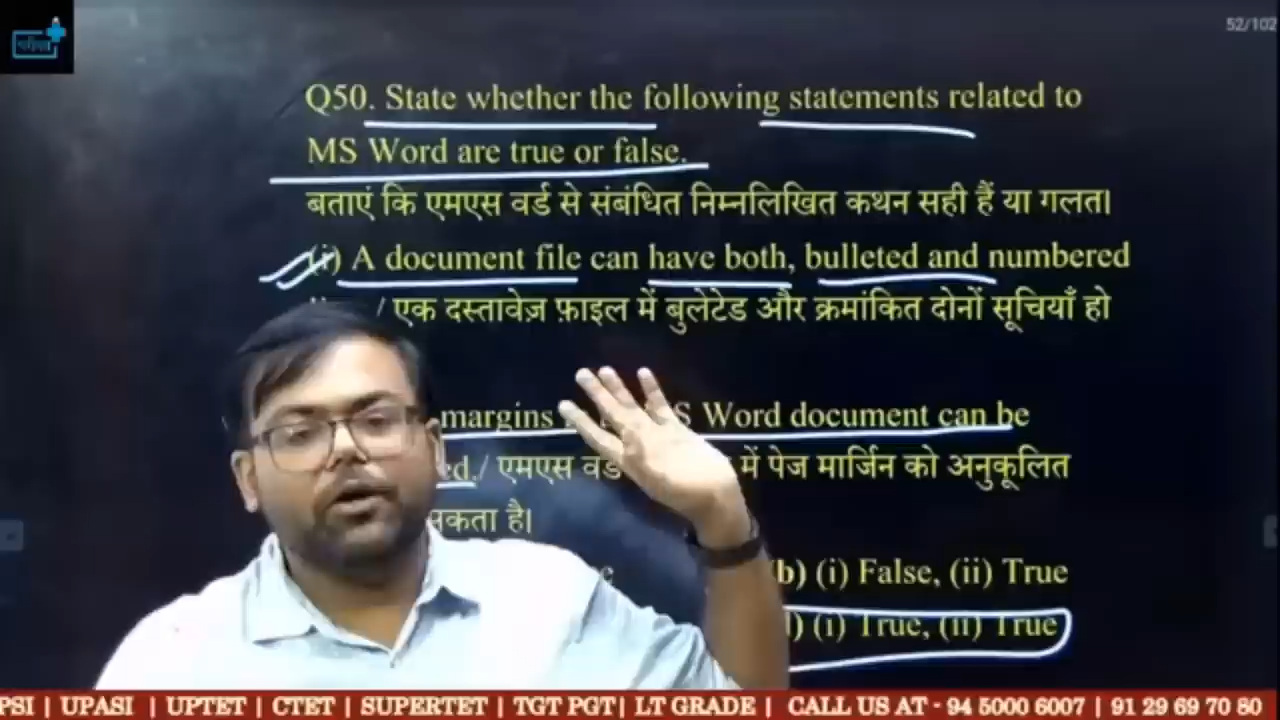 52/102
Q50. State whether the following statements related to
MS Word are true or false.
बताएं कि एमएस वर्ड से संबंधित निम्नलिखित कथन सही हैं या गलत।
(i) A document file can have both, bulleted and numbered
/ एक दस्तावेज़ फ़ाइल में बुलेटेड और क्रमांकित दोनों सूचियाँ हो
margins S Word document can be
ed./ एमएस वर्ड में पेज मार्जिन को अनुकूलित
सकता है।
(b) (i) False, (ii) True
) (i) True, (ii) True
PSI | UPASI | UPTET | CTET | SUPERTET | TGT PGT| LT GRADE | CALL US AT - 94 5000 6007 | 91 29 69 70 80